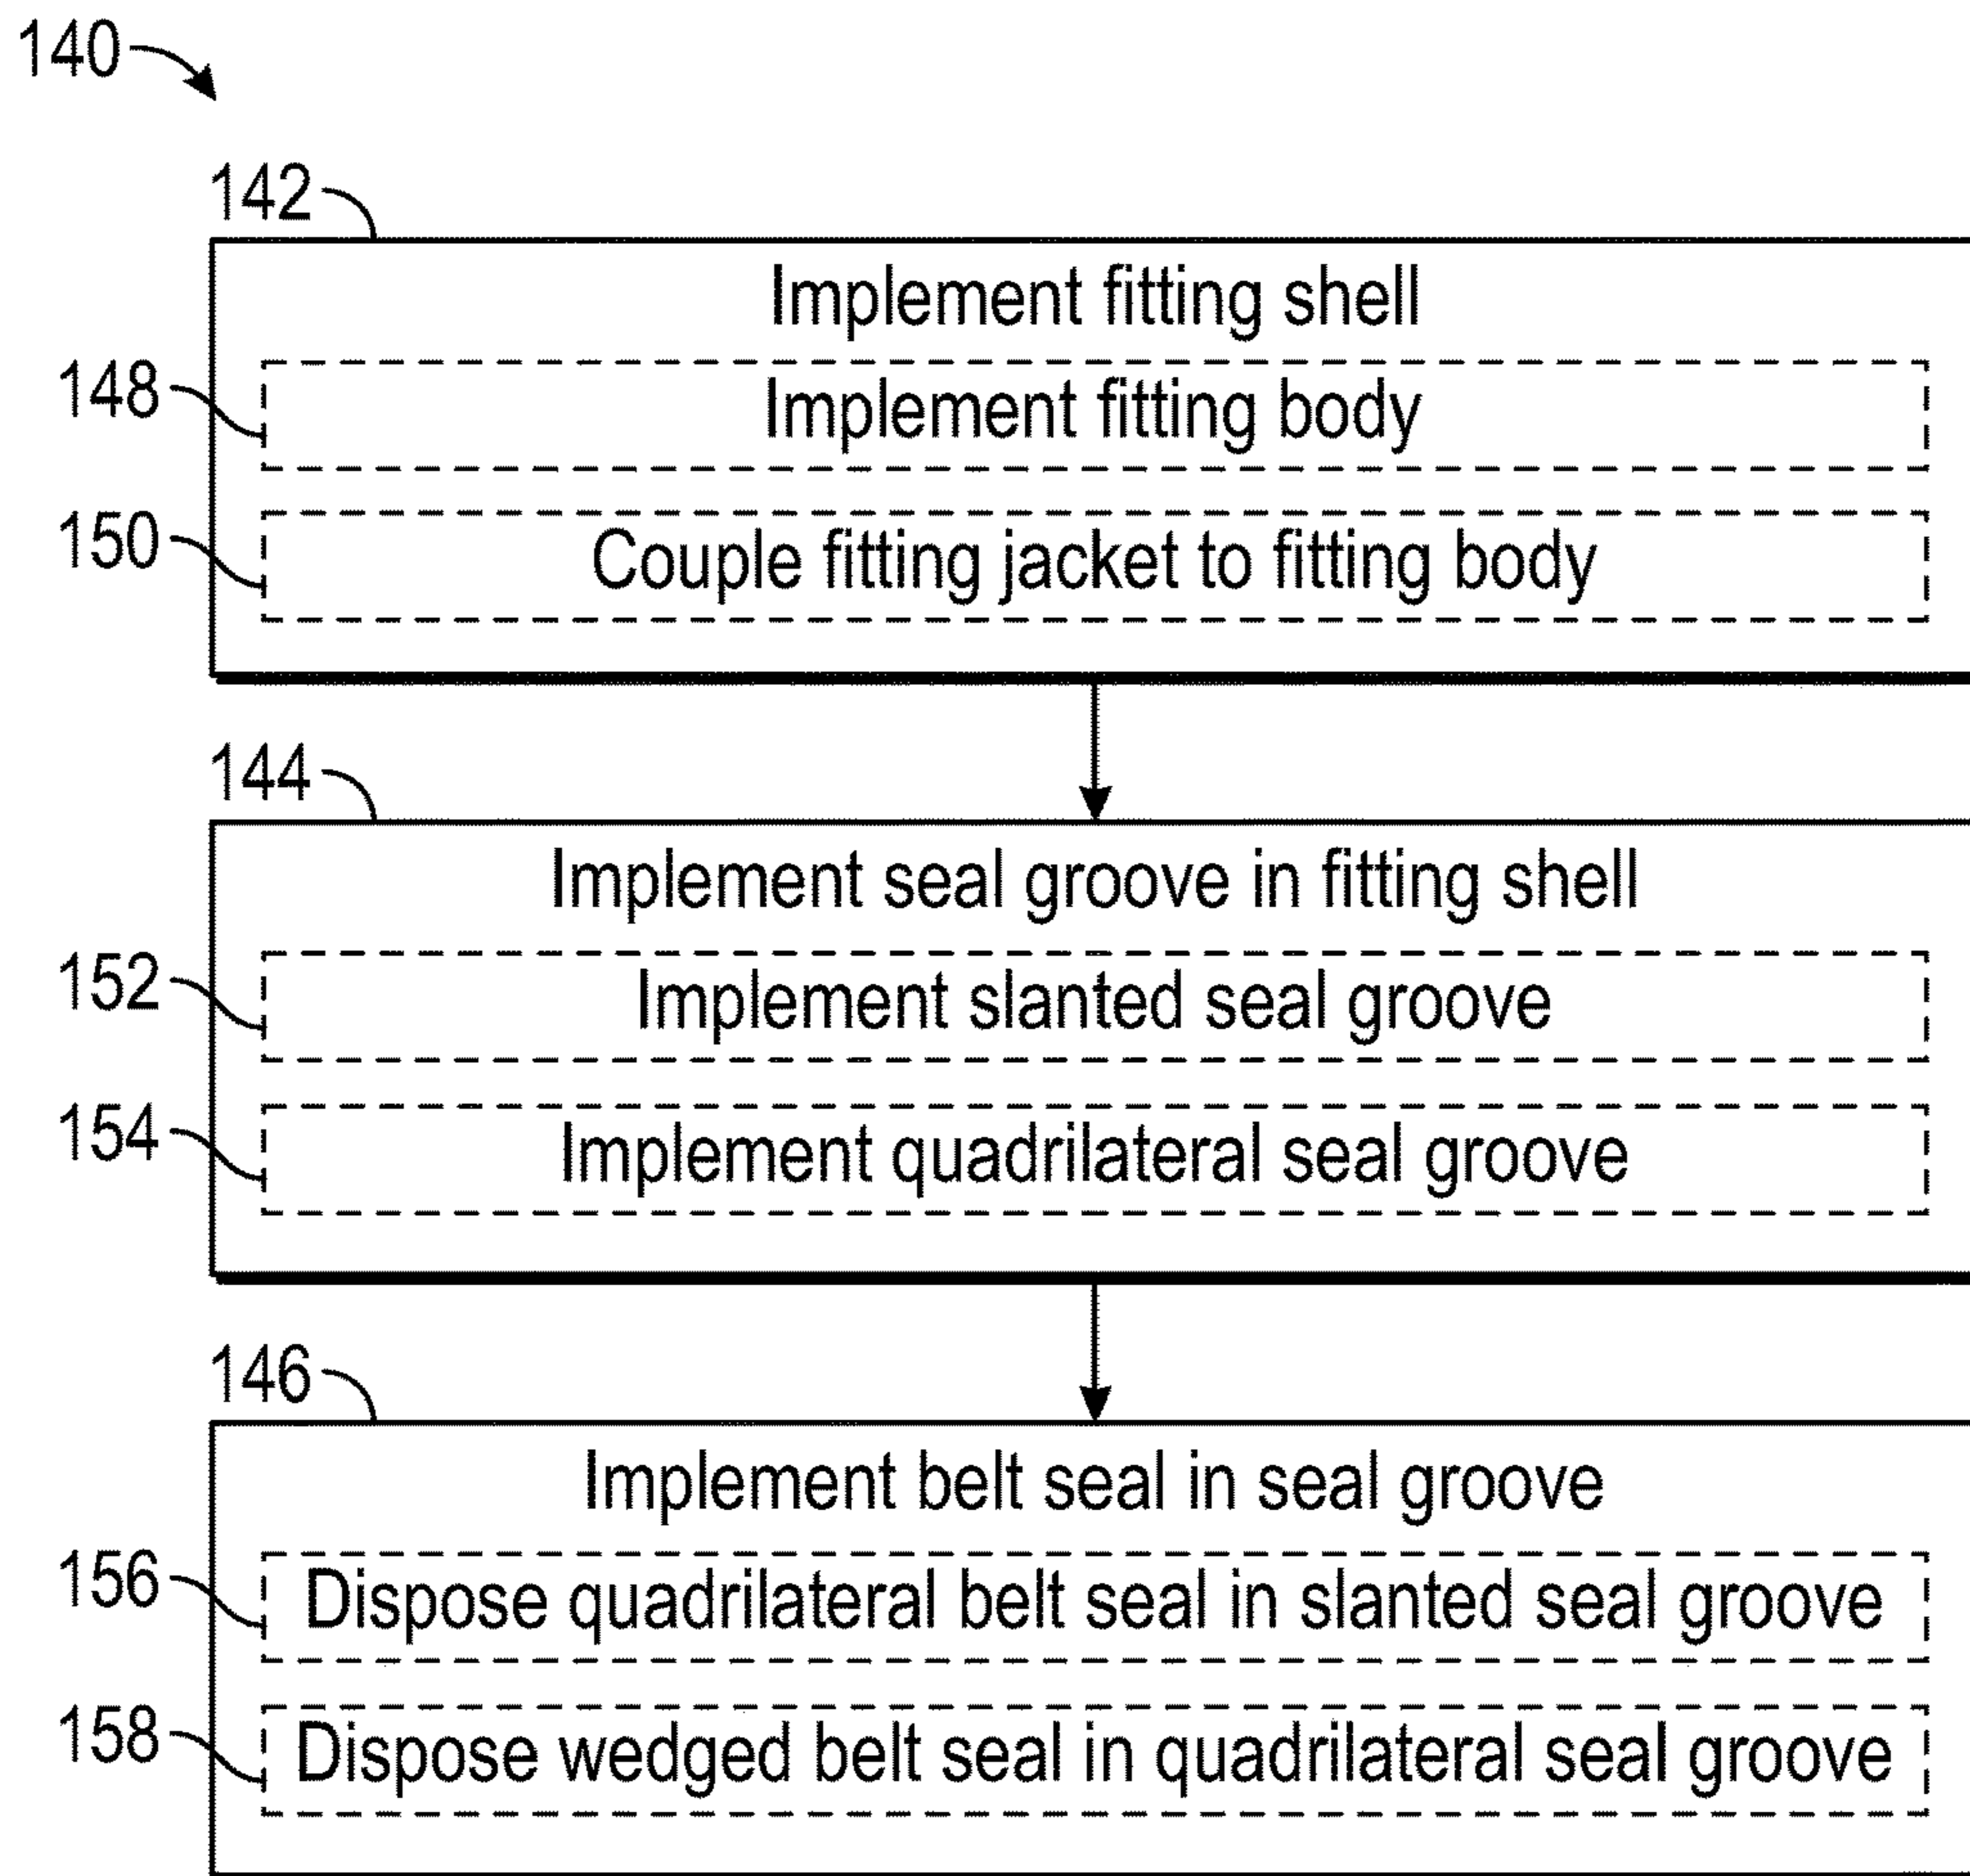 140
142
Implement fitting shell
148
Implement fitting body
150
Couple fitting jacket to fitting body
144
Implement seal groove in fitting shell
152
Implement slanted seal groove
154
Implement quadrilateral seal groove
146
Implement belt seal in seal groove
156
Dispose quadrilateral belt seal in slanted seal groove
158
Dispose wedged belt seal in quadrilateral seal groove